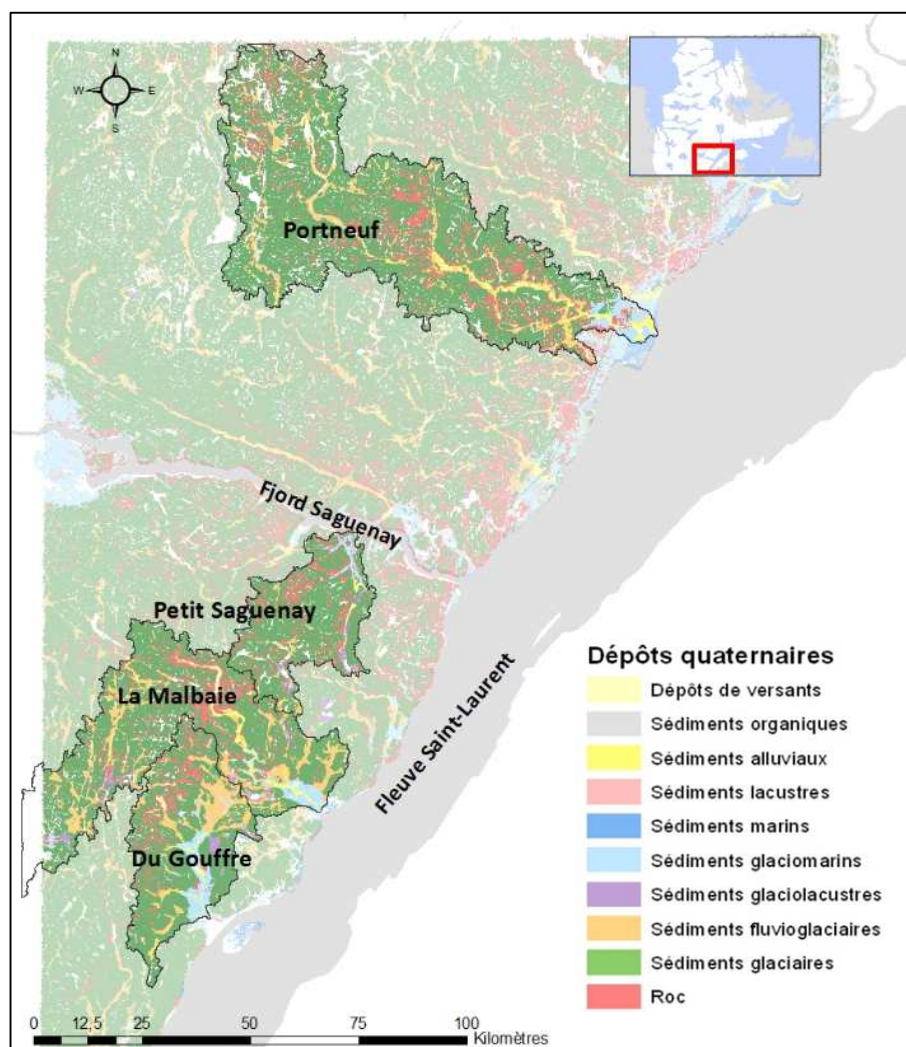 N
W E
S
Portneuf
Fjord Saguenay
Petit Saguenay
La Malbaie
Du Gouffre
Fleuve Saint-Laurent
Dépôts quaternaires
Dépôts de versants
Sédiments organiques
Sédiments alluviaux
Sédiments lacustres
Sédiments marins
Sédiments glaciomarins
Sédiments glaciolacustres
Sédiments fluvioglaciaires
Sédiments glaciaires
Roc
0 12,5 25 50 75 100
Kilomètres